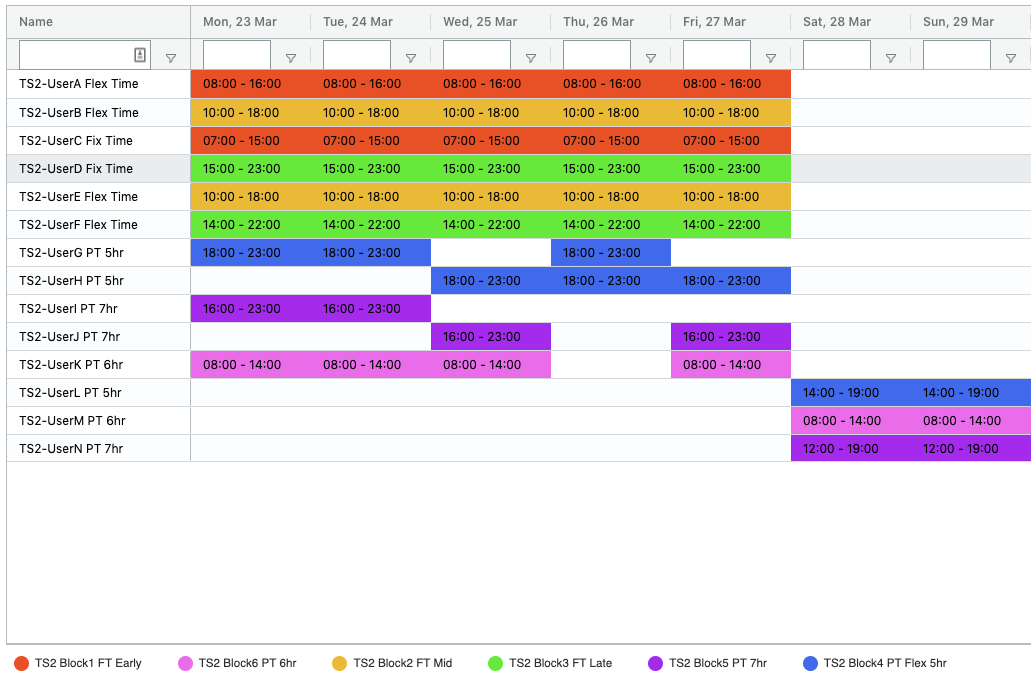 Name Mon, 23 Mar Tue, 24 Mar Wed, 25 Mar Thu, 26 Mar Fri, 27 Mar Sat, 28 Mar Sun, 29 Mar
TS2-UserA Flex Time 08:00 - 16:00 08:00 - 16:00 08:00 - 16:00 08:00 - 16:00 08:00 - 16:00
TS2-UserB Flex Time 10:00 - 18:00 10:00 - 18:00 10:00 - 18:00 10:00 - 18:00 10:00 - 18:00
TS2-UserC Fix Time 07:00 - 15:00 07:00 - 15:00 07:00 - 15:00 07:00 - 15:00 07:00 - 15:00
TS2-UserD Fix Time 15:00 - 23:00 15:00 - 23:00 15:00 - 23:00 15:00 - 23:00 15:00 - 23:00
TS2-UserE Flex Time 10:00 - 18:00 10:00 - 18:00 10:00 - 18:00 10:00 - 18:00 10:00 - 18:00
TS2-UserF Flex Time 14:00 - 22:00 14:00 - 22:00 14:00 - 22:00 14:00 - 22:00 14:00 - 22:00
TS2-UserG PT 5hr 18:00 - 23:00 18:00 - 23:00 18:00 - 23:00
TS2-UserH PT 5hr 18:00 - 23:00 18:00 - 23:00 18:00 - 23:00
TS2-UserI PT 7hr 16:00 - 23:00 16:00 - 23:00
TS2-UserJ PT 7hr 16:00 - 23:00 16:00 - 23:00
TS2-UserK PT 6hr 08:00 - 14:00 08:00 - 14:00 08:00 - 14:00 08:00 - 14:00
TS2-UserL PT 5hr 14:00 - 19:00 14:00 - 19:00
TS2-UserM PT 6hr 08:00 - 14:00 08:00 - 14:00
TS2-UserN PT 7hr 12:00 - 19:00 12:00 - 19:00
TS2 Block1 FT Early TS2 Block6 PT 6hr TS2 Block2 FT Mid TS2 Block3 FT Late TS2 Block5 PT 7hr TS2 Block4 PT Flex 5hr